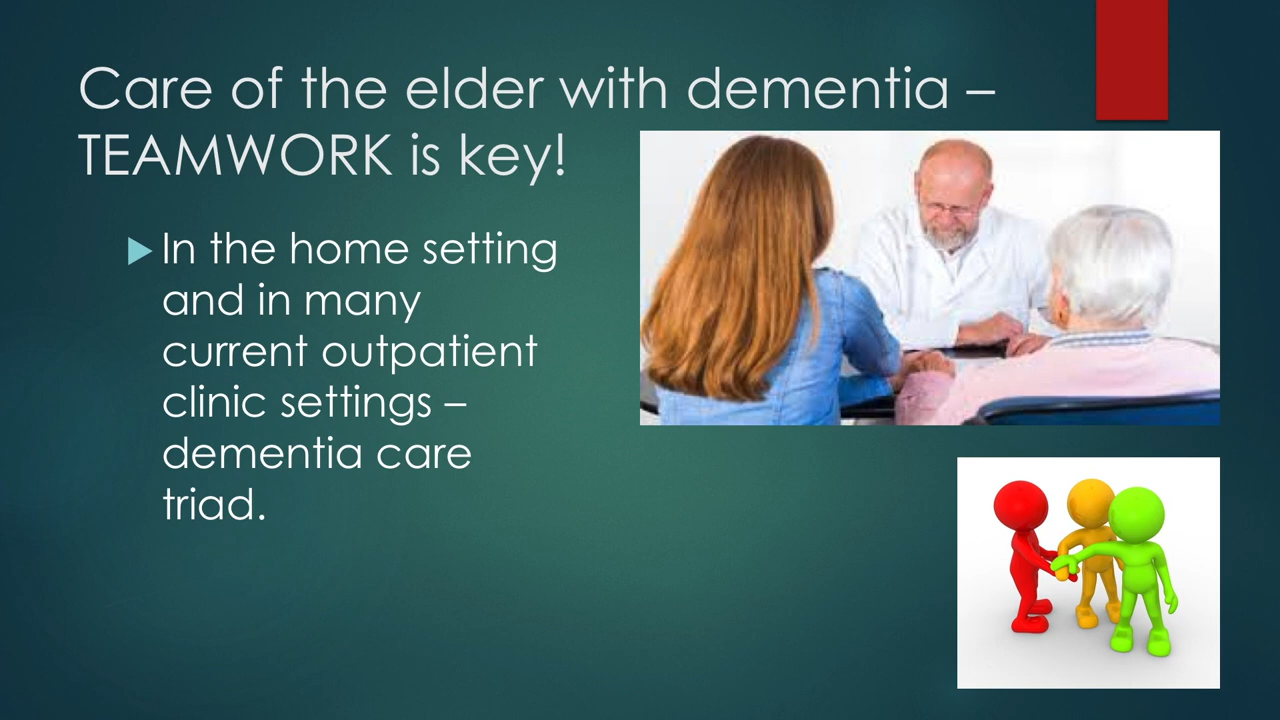 Care of the elder with dementia –
TEAMWORK is key!
In the home setting
and in many
current outpatient
clinic settings –
dementia care
triad.